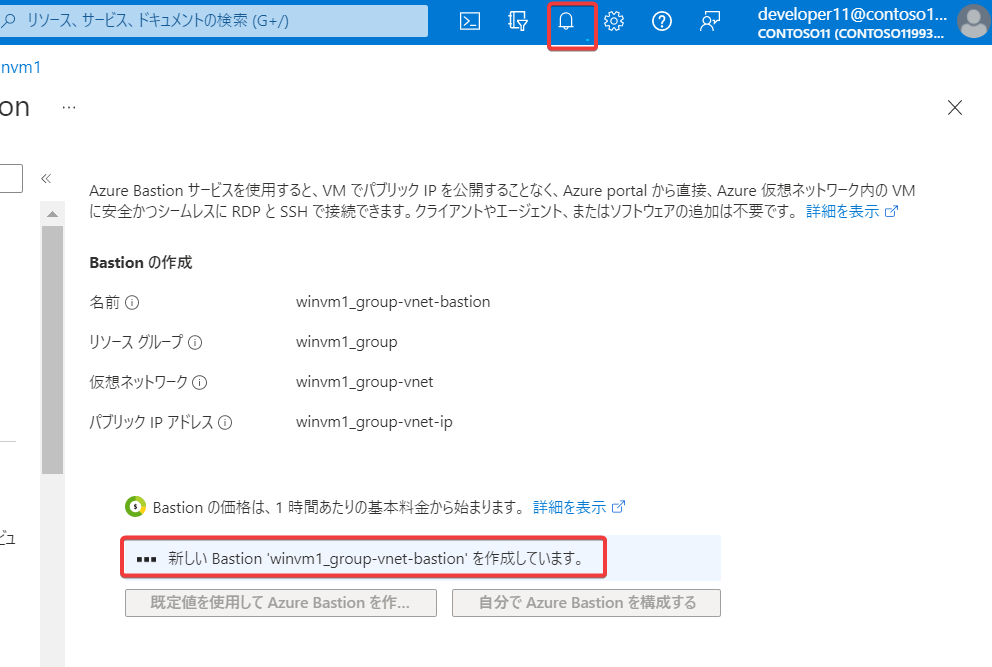 リソース、サービス、ドキュメントの検索 (G+/)
developer11@contoso1...
CONTOSO11 (CONTOSO11993...
nvm1
on ...
«
Azure Bastion サービスを使用すると、VM でパブリック IP を公開することなく、Azure portal から直接、Azure 仮想ネットワーク内の VM
に安全かつシームレスに RDP と SSH で接続できます。クライアントやエージェント、またはソフトウェアの追加は不要です。 詳細を表示
Bastion の作成
名前 winvm1_group-vnet-bastion
リソース グループ winvm1_group
仮想ネットワーク winvm1_group-vnet
パブリック IP アドレス winvm1_group-vnet-ip
Bastion の価格は、1 時間あたりの基本料金から始まります。 詳細を表示
ビュ
新しい Bastion 'winvm1_group-vnet-bastion' を作成しています。
既定値を使用して Azure Bastion を作... 自分で Azure Bastion を構成する